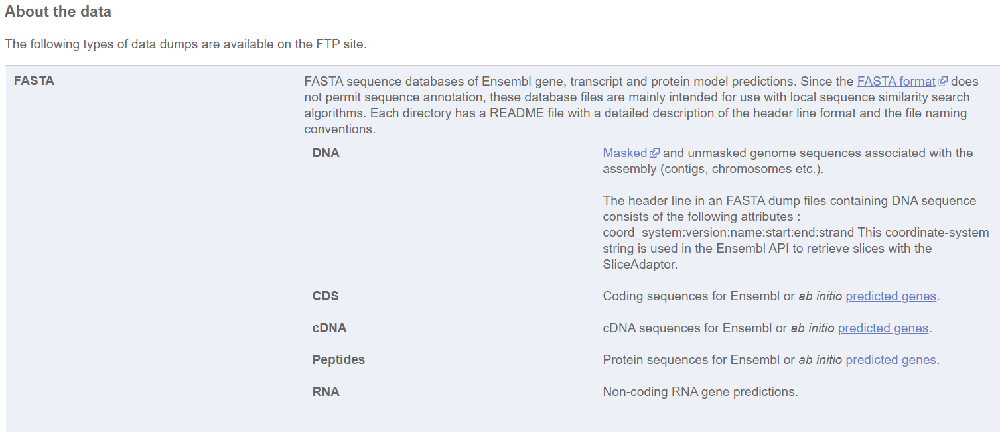 About the data
The following types of data dumps are available on the FTP site.
FASTA
FASTA sequence databases of Ensembl gene, transcript and protein model predictions. Since the FASTA format does
not permit sequence annotation, these database files are mainly intended for use with local sequence similarity search
algorithms. Each directory has a README file with a detailed description of the header line format and the file naming
conventions.
DNA
Masked and unmasked genome sequences associated with the
assembly (contigs, chromosomes etc.).
The header line in an FASTA dump files containing DNA sequence
consists of the following attributes :
coord_system:version:name:start:end:strand This coordinate-system
string is used in the Ensembl API to retrieve slices with the
SliceAdaptor.
CDS
Coding sequences for Ensembl or ab initio predicted genes.
cDNA
cDNA sequences for Ensembl or ab initio predicted genes.
Peptides
Protein sequences for Ensembl or ab initio predicted genes.
RNA
Non-coding RNA gene predictions.